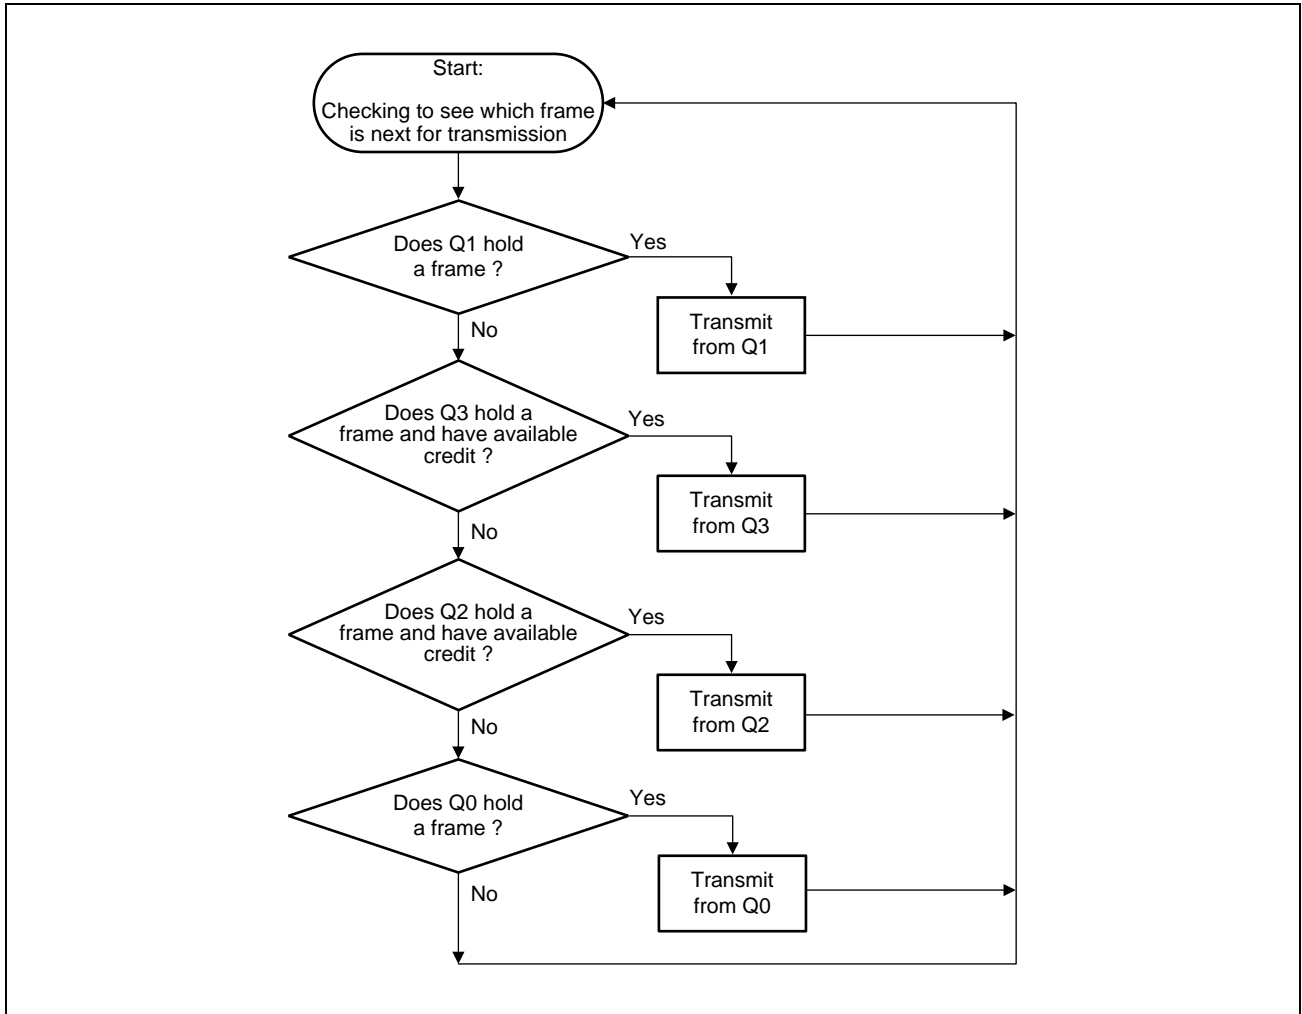 Start:
Checking to see which frame
is next for transmission
Does Q1 hold
a frame ?
Yes
Transmit
from Q1
No
Does Q3 hold a
frame and have available
credit ?
Yes
Transmit
from Q3
No
Does Q2 hold a
frame and have available
credit ?
Yes
Transmit
from Q2
No
Does Q0 hold
a frame ?
Yes
Transmit
from Q0
No